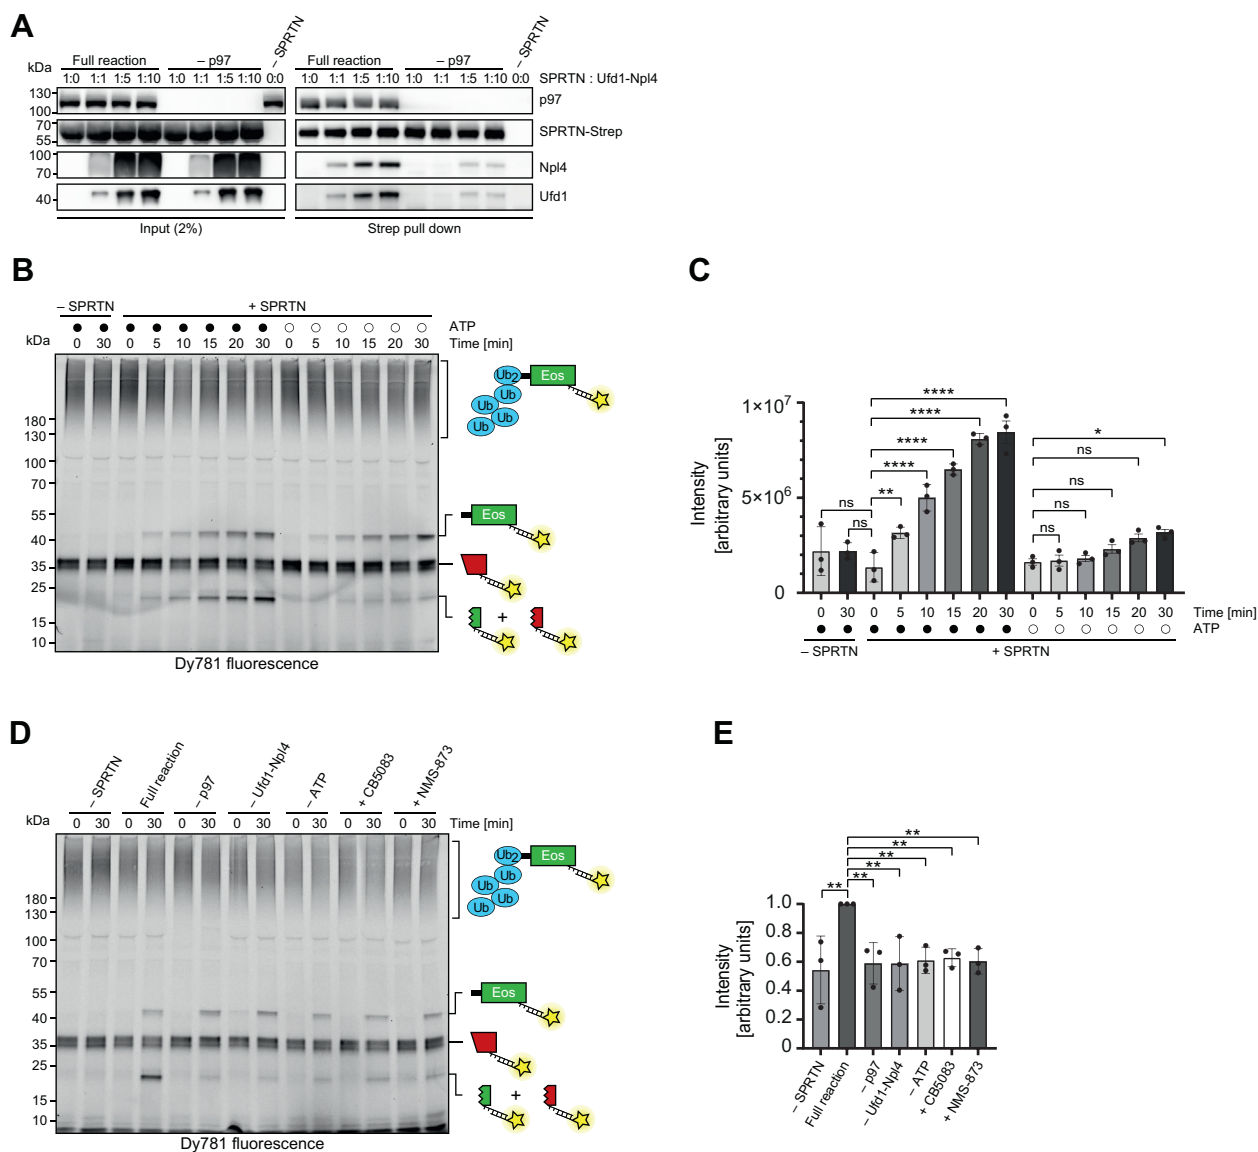 A
Full reaction – p97 – SPRTN Full reaction – p97 – SPRTN
kDa 1:0 1:1 1:5 1:10 1:0 1:1 1:5 1:10 0:0 1:0 1:1 1:5 1:10 1:0 1:1 1:5 1:10 0:0 SPRTN : Ufd1-Npl4
130
100
p97
70
55
SPRTN-Strep
100
70
Npl4
40
Ufd1
Input (2%) Strep pull down
B
– SPRTN + SPRTN
ATP
kDa 0 30 0 5 10 15 20 30 0 5 10 15 20 30 Time [min]
180
130
100
70
55
40
35
25
15
10
Ub2 Eos
Ub
Ub
Ub
Ub
Eos
+
Dy781 fluorescence
C
Intensity
[arbitrary units]
1×10⁷
5×10⁶
0
ns ns ** **** **** **** **** ns ns ns ns *
0 30 0 5 10 15 20 30 0 5 10 15 20 30 Time [min]
ATP
– SPRTN + SPRTN
D
– SPRTN Full reaction – p97 – Ufd1-Npl4 – ATP + CB5083 + NMS-873
kDa 0 30 0 30 0 30 0 30 0 30 0 30 0 30 Time [min]
180
130
100
70
55
40
35
25
15
10
Ub2 Eos
Ub
Ub
Ub
Ub
Eos
+
Dy781 fluorescence
E
Intensity
[arbitrary units]
1.0
0.8
0.6
0.4
0.2
0
** ** ** ** ** **
– SPRTN Full reaction – p97 – Ufd1-Npl4 – ATP + CB5083 + NMS-873